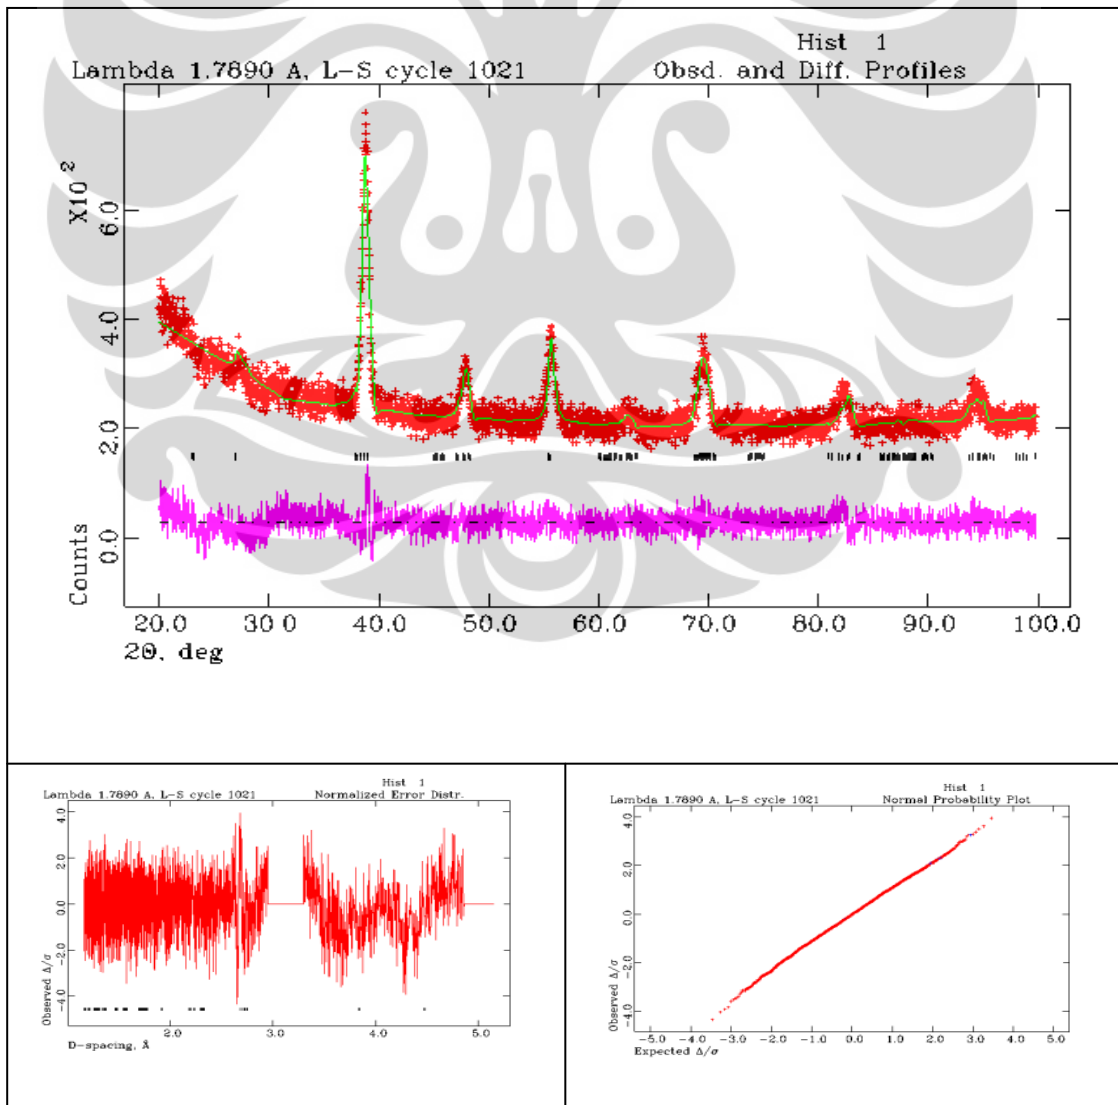 Hist 1
Lambda 1.7890 A, L-S cycle 1021 Obsd. and Diff. Profiles
X10 2
6.0
4.0
2.0
0.0
Counts
20.0 30.0 40.0 50.0 60.0 70.0 80.0 90.0 100.0
2Θ, deg
Hist 1
Lambda 1.7890 A, L-S cycle 1021 Normalized Error Distr.
4.0
2.0
0.0
-2.0
-4.0
Observed Δ/σ
2.0 3.0 4.0 5.0
D-spacing, Å
Hist 1
Lambda 1.7890 A, L-S cycle 1021 Normal Probability Plot
4.0
2.0
0.0
-2.0
-4.0
Observed Δ/σ
-5.0 -4.0 -3.0 -2.0 -1.0 0.0 1.0 2.0 3.0 4.0 5.0
Expected Δ/σ